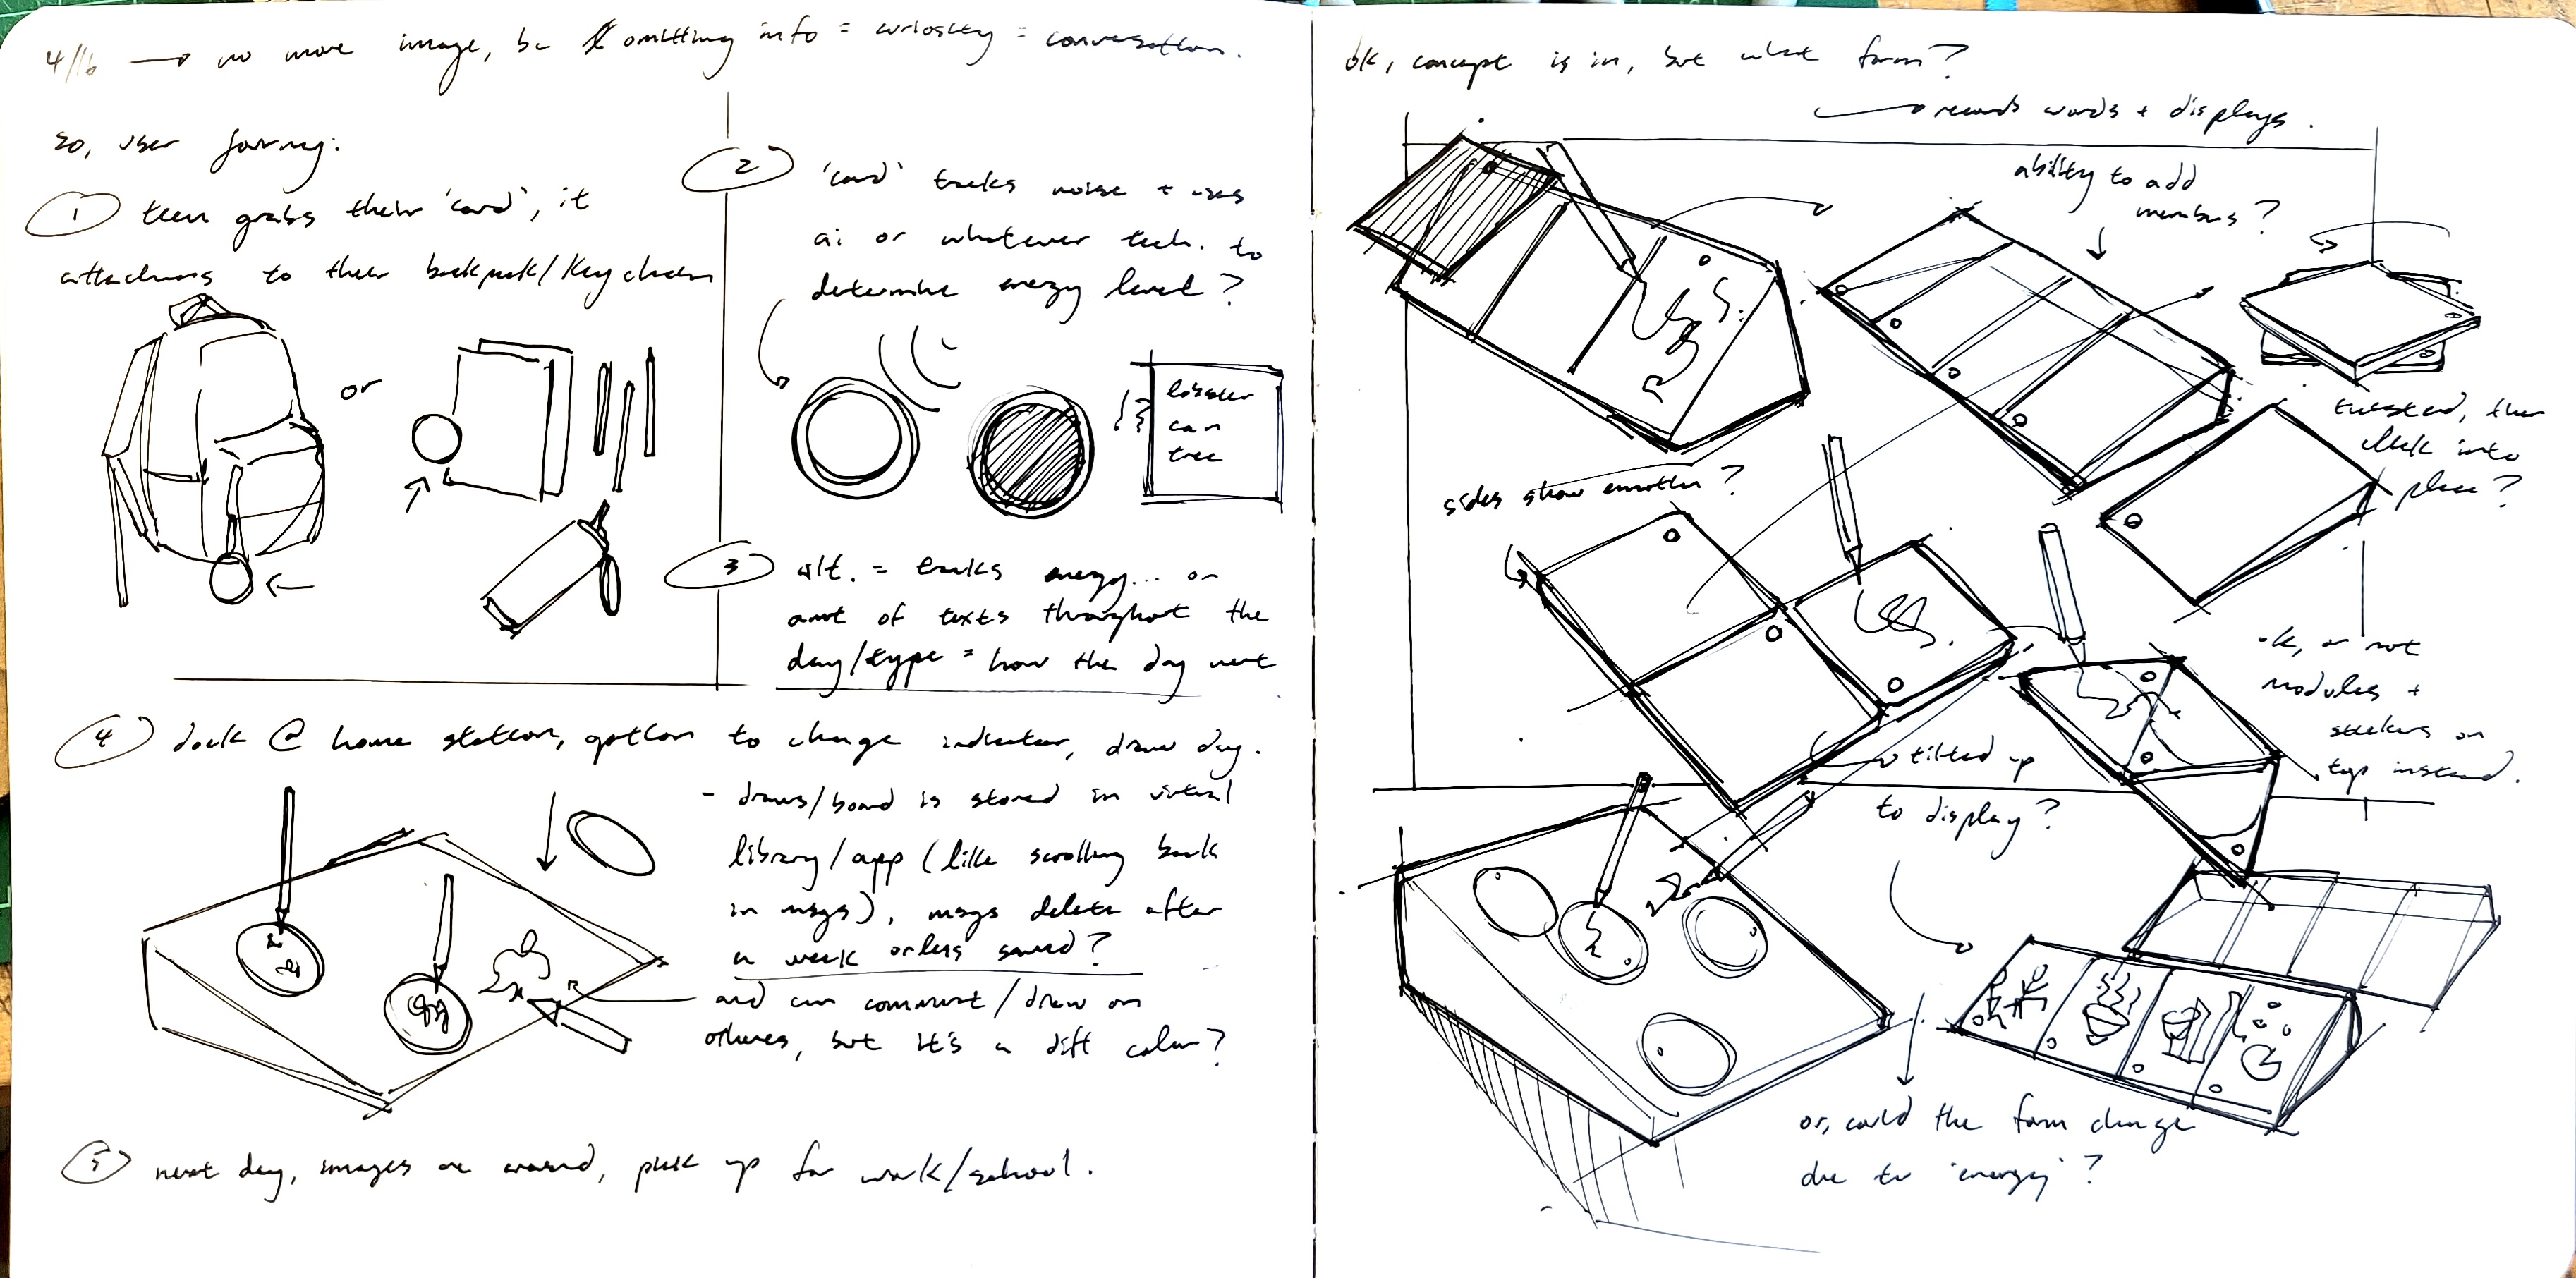 4/16 → no more image, bc omitting info = curiosity = conversation.
so, user journey:
1 teen grabs their 'card', it
attaches to their backpack/keychain
or
2 'card' tracks noise + uses
ai or whatever tech. to
determine energy level?
lobster
can
tree
3 alt. = tracks energy... or
amt of texts throughout the
day/type = how the day went
4 dock @ home station, option to change indicator, draw day.
- draws/board is stored in virtual
library/app (like scrolling back
in msgs), msgs delete after
a week unless saved?
and can comment/draw on
others, but it's a diff color?
5 next day, images are erased, pick up for work/school.
ok, concept is in, but what form?
→ records words + displays.
ability to add
members?
twisted, then
click into
place?
sides show emotion?
ok, or not
modules +
stickers on
top instead.
tilted up
to display?
or, could the form change
due to 'energy'?